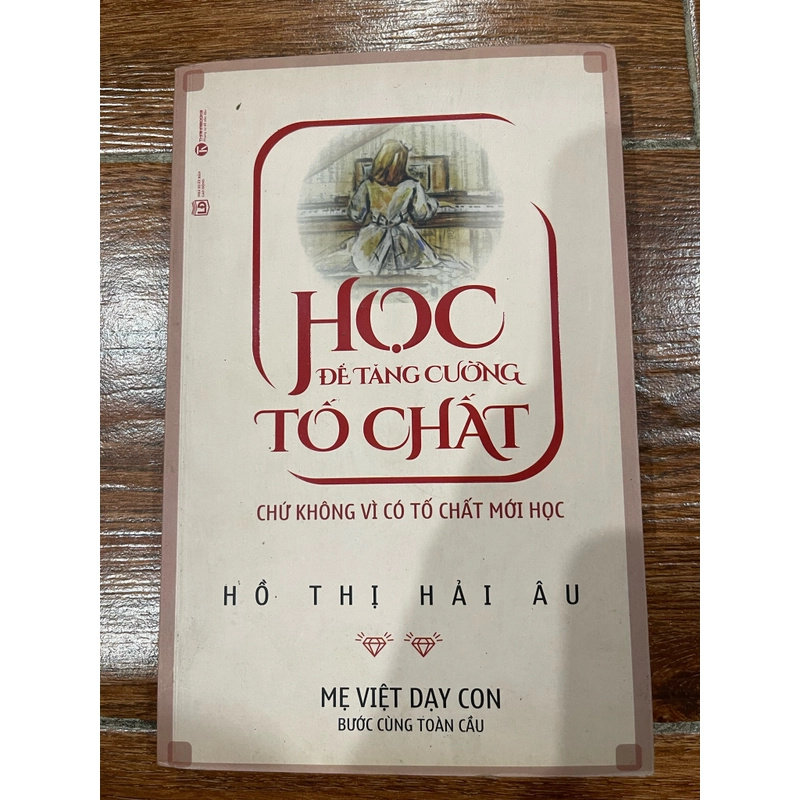 HỌC
ĐỂ TĂNG CƯỜNG
TỐ CHẤT
CHỨ KHÔNG VÌ CÓ TỐ CHẤT MỚI HỌC
HỒ THỊ HẢI ÂU
MẸ VIỆT DẠY CON
BƯỚC CÙNG TOÀN CẦU